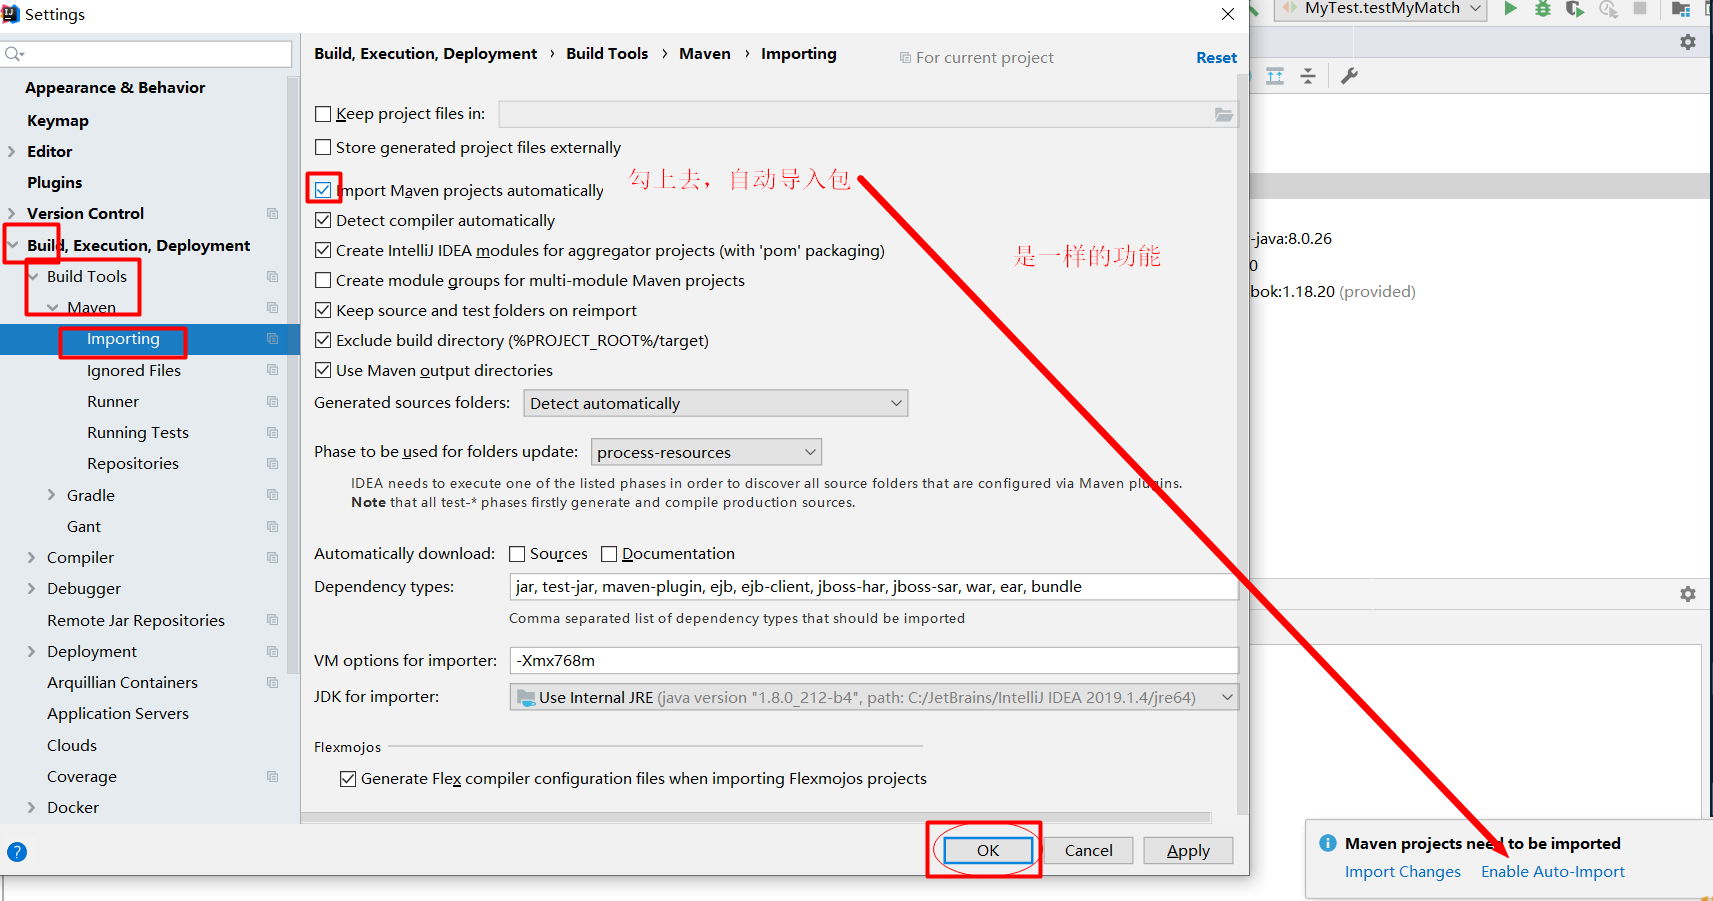 Settings
MyTest.testMyMatch
Build, Execution, Deployment › Build Tools › Maven › Importing
For current project
Reset
Appearance & Behavior
Keymap
Editor
Plugins
Version Control
Build, Execution, Deployment
Build Tools
Maven
Importing
Ignored Files
Runner
Running Tests
Repositories
Gradle
Gant
Compiler
Debugger
Remote Jar Repositories
Deployment
Arquillian Containers
Application Servers
Clouds
Coverage
Docker
Keep project files in:
Store generated project files externally
Import Maven projects automatically
勾上去，自动导入包
Detect compiler automatically
Create IntelliJ IDEA modules for aggregator projects (with 'pom' packaging)
是一样的功能
Create module groups for multi-module Maven projects
Keep source and test folders on reimport
Exclude build directory (%PROJECT_ROOT%/target)
Use Maven output directories
Generated sources folders: Detect automatically
Phase to be used for folders update: process-resources
IDEA needs to execute one of the listed phases in order to discover all source folders that are configured via Maven plugins.
Note that all test-* phases firstly generate and compile production sources.
Automatically download: Sources Documentation
Dependency types: jar, test-jar, maven-plugin, ejb, ejb-client, jboss-har, jboss-sar, war, ear, bundle
Comma separated list of dependency types that should be imported
VM options for importer: -Xmx768m
JDK for importer: Use Internal JRE (java version "1.8.0_212-b4", path: C:/JetBrains/IntelliJ IDEA 2019.1.4/jre64)
Flexmojos
Generate Flex compiler configuration files when importing Flexmojos projects
OK
Cancel
Apply
-java:8.0.26
0
bok:1.18.20 (provided)
Maven projects need to be imported
Import Changes
Enable Auto-Import